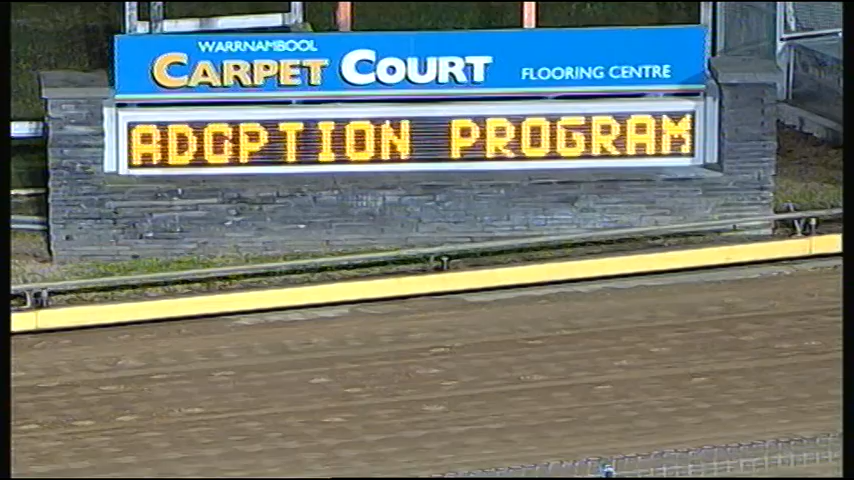 WARRNAMBOOL
CARPET COURT
FLOORING CENTRE
ADOPTION PROGRAM